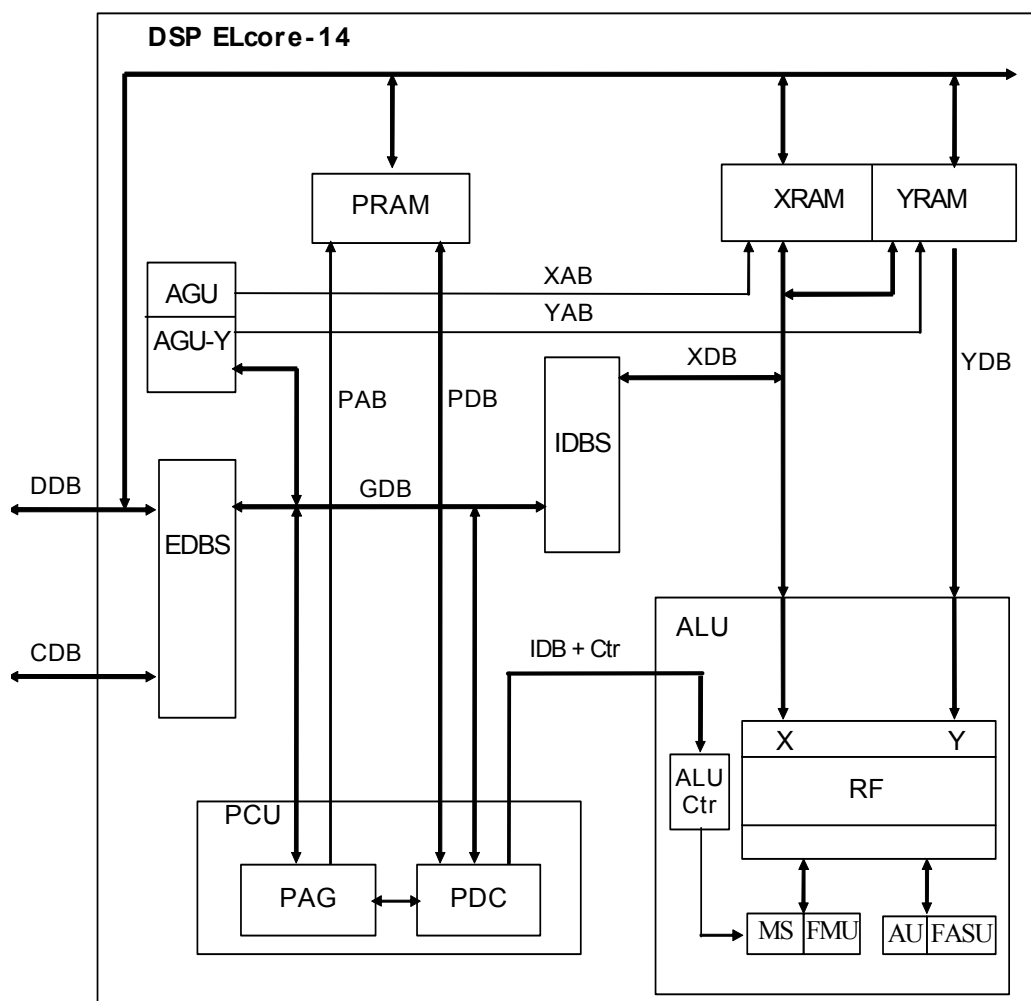 DSP ELcore-14
PRAM
XRAM
YRAM
AGU
XAB
AGU-Y
YAB
XDB
YDB
PAB
PDB
IDBS
DDB
GDB
EDBS
CDB
IDB + Ctr
ALU
X
Y
ALU
Ctr
RF
PCU
PAG
PDC
MS
FMU
AU
FASU